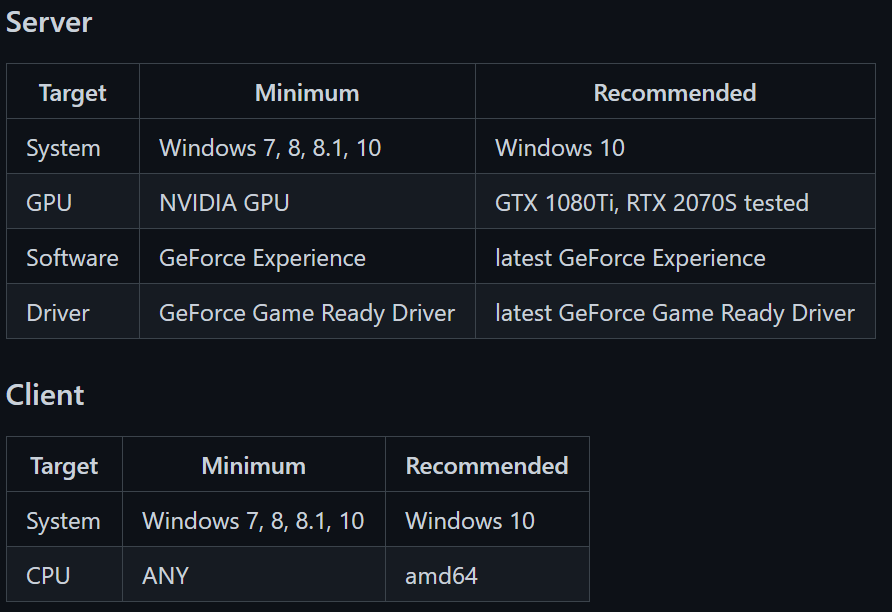 Server
Target Minimum Recommended
System Windows 7, 8, 8.1, 10 Windows 10
GPU NVIDIA GPU GTX 1080Ti, RTX 2070S tested
Software GeForce Experience latest GeForce Experience
Driver GeForce Game Ready Driver latest GeForce Game Ready Driver
Client
Target Minimum Recommended
System Windows 7, 8, 8.1, 10 Windows 10
CPU ANY amd64